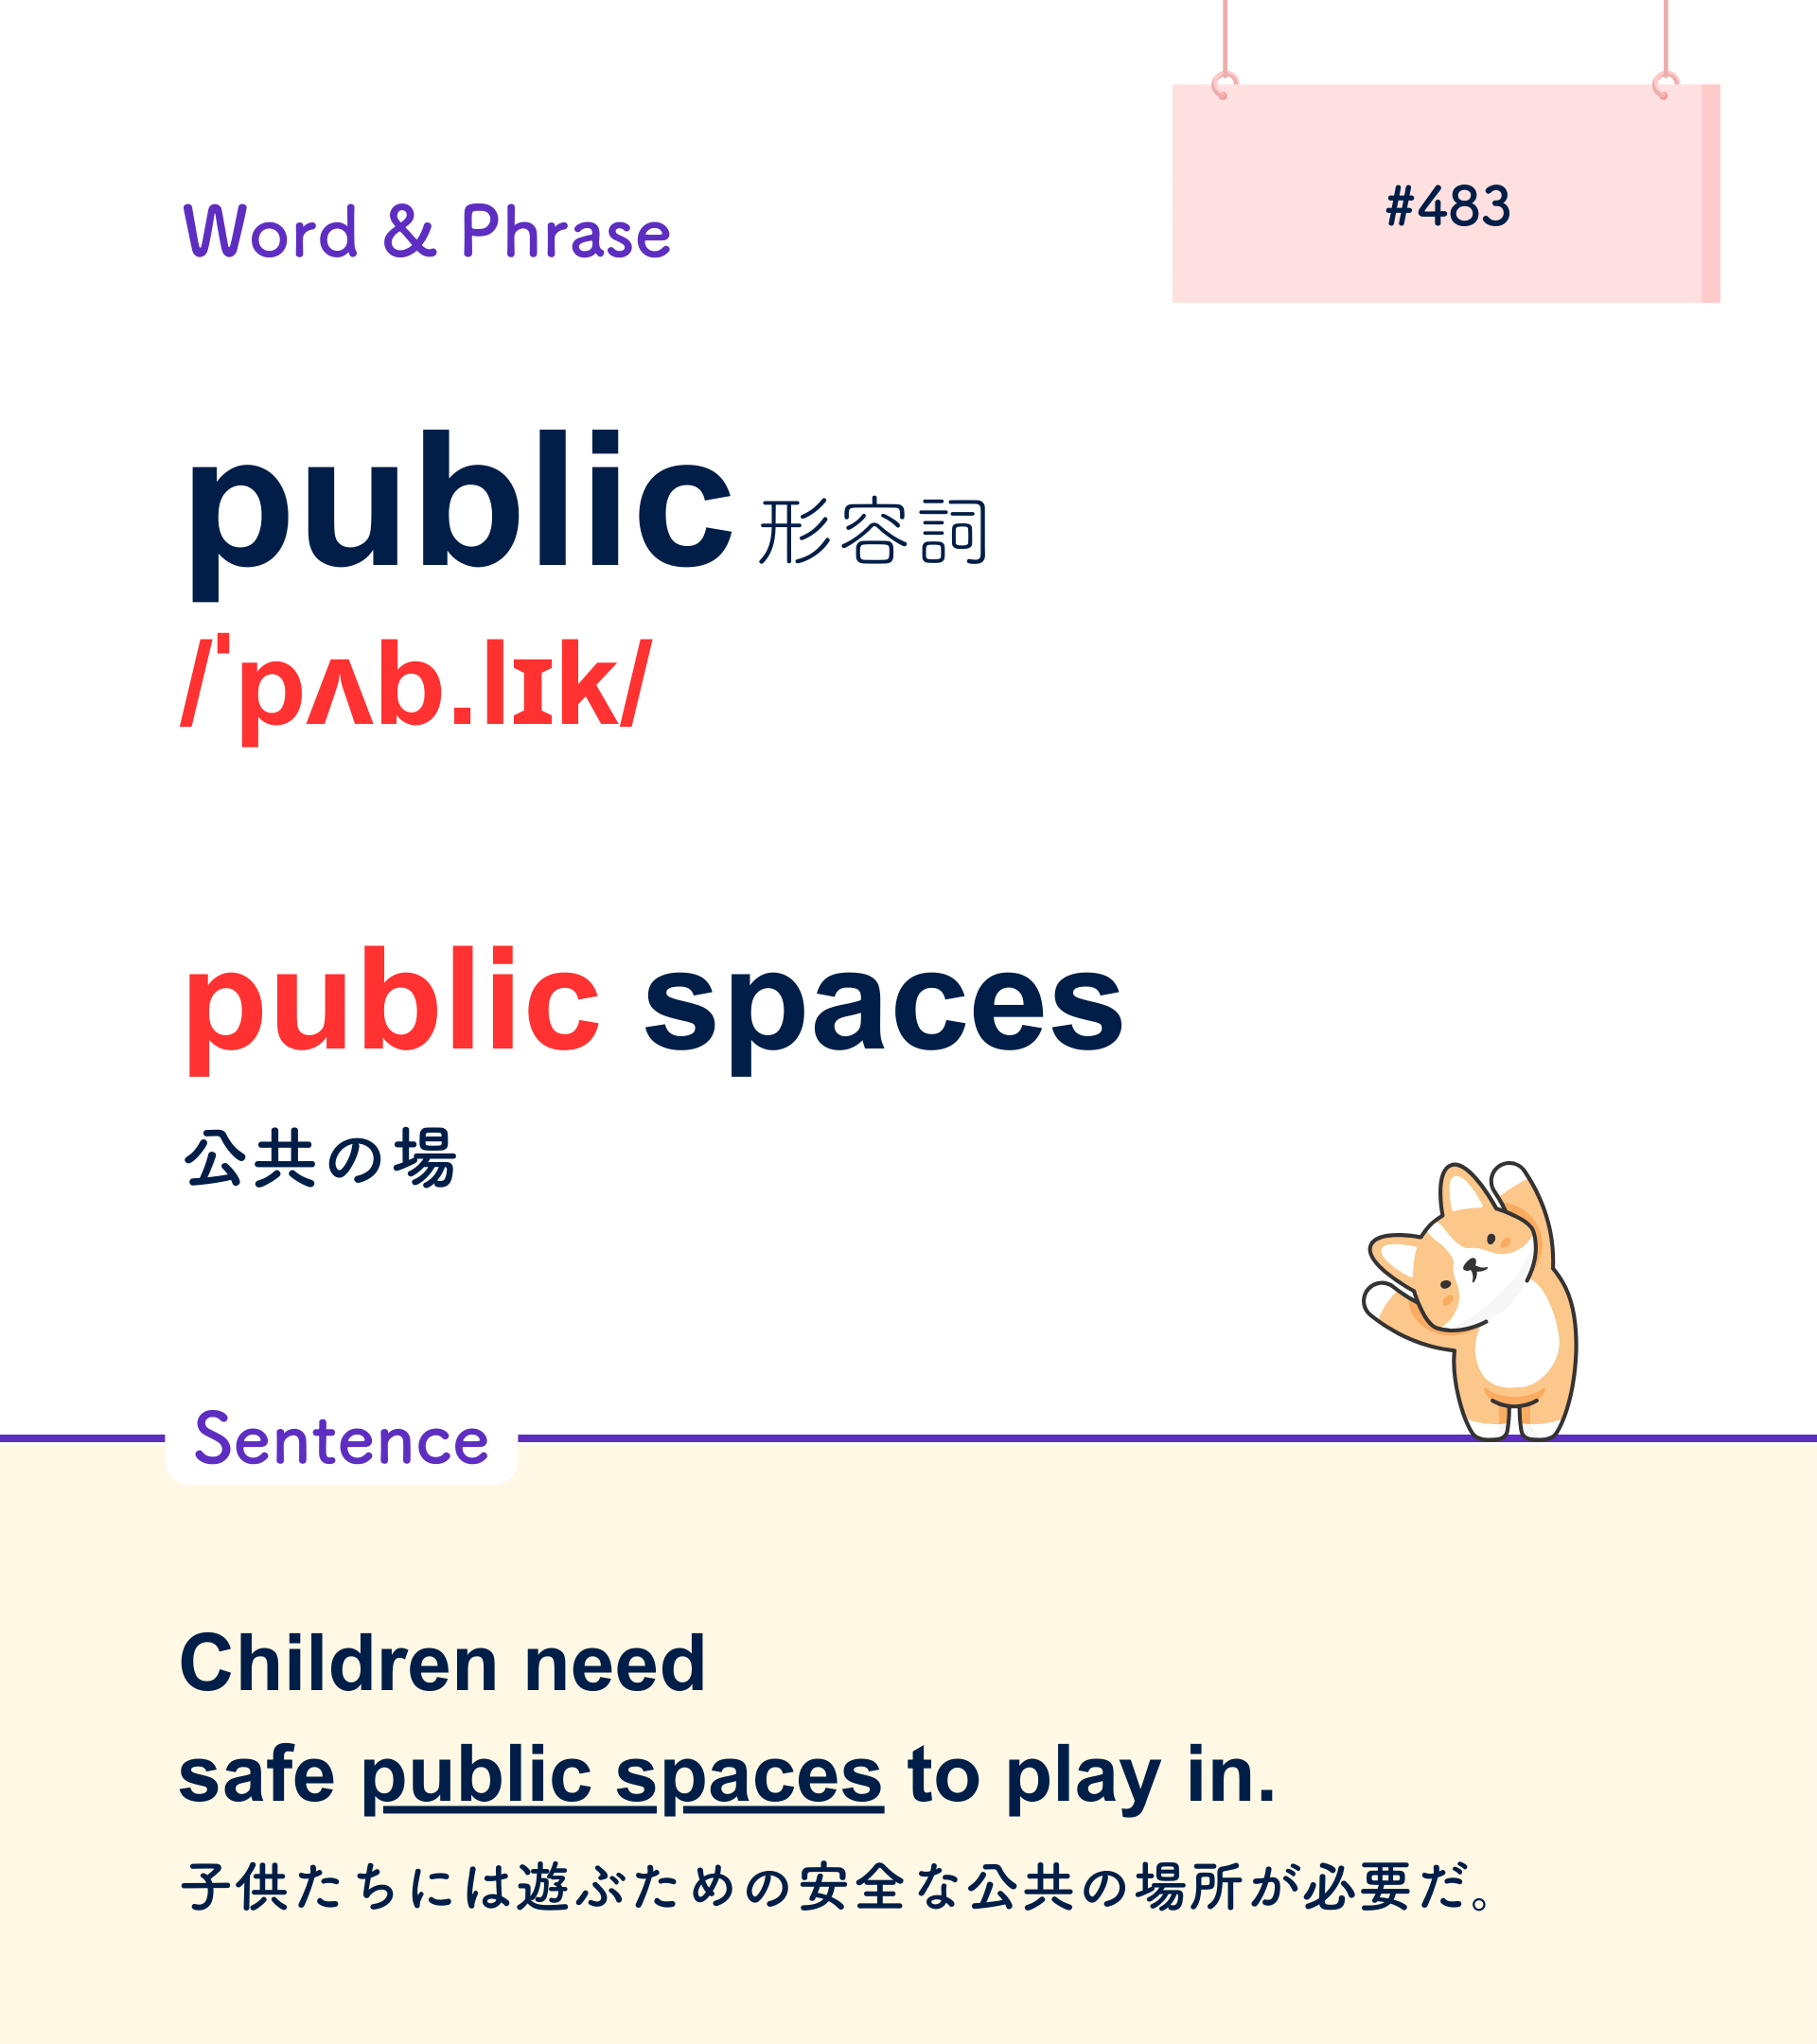 #483
Word & Phrase
public 形容詞
/ˈpʌb.lɪk/
public spaces
公共の場
Sentence
Children need
safe public spaces to play in.
子供たちには遊ぶための安全な公共の場所が必要だ。